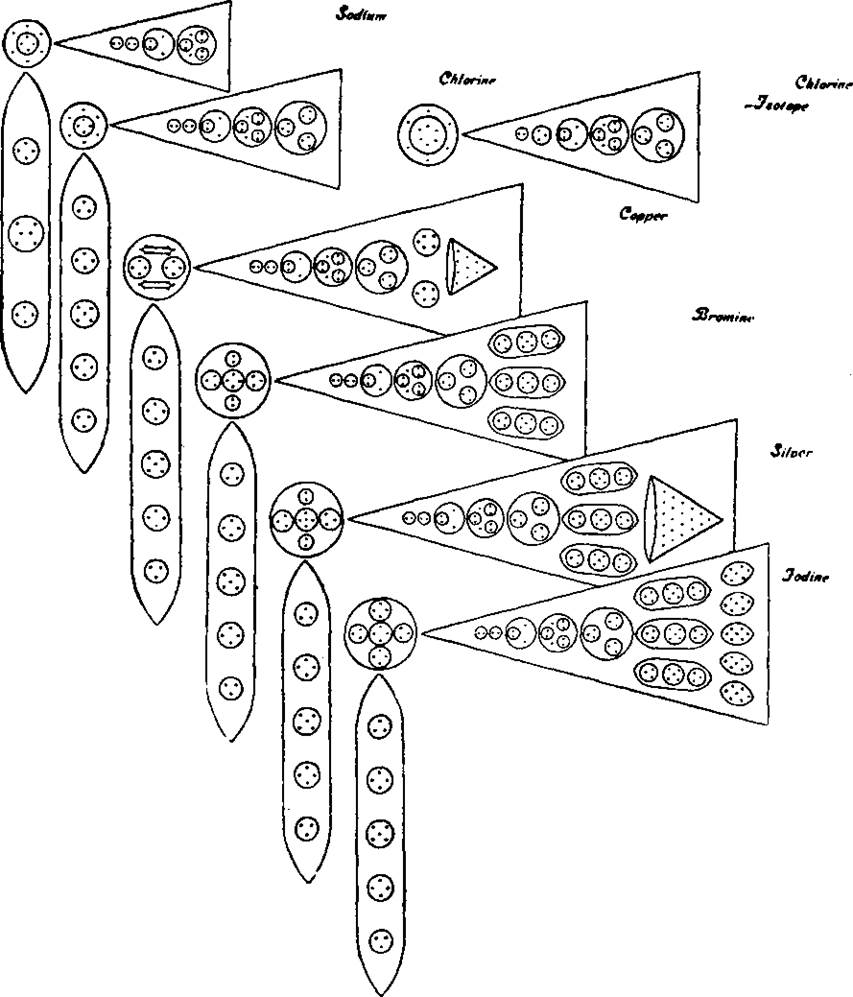 Sodium
Chlorine
Chlorine
-Isotope
Copper
Bromine
Silver
Iodine